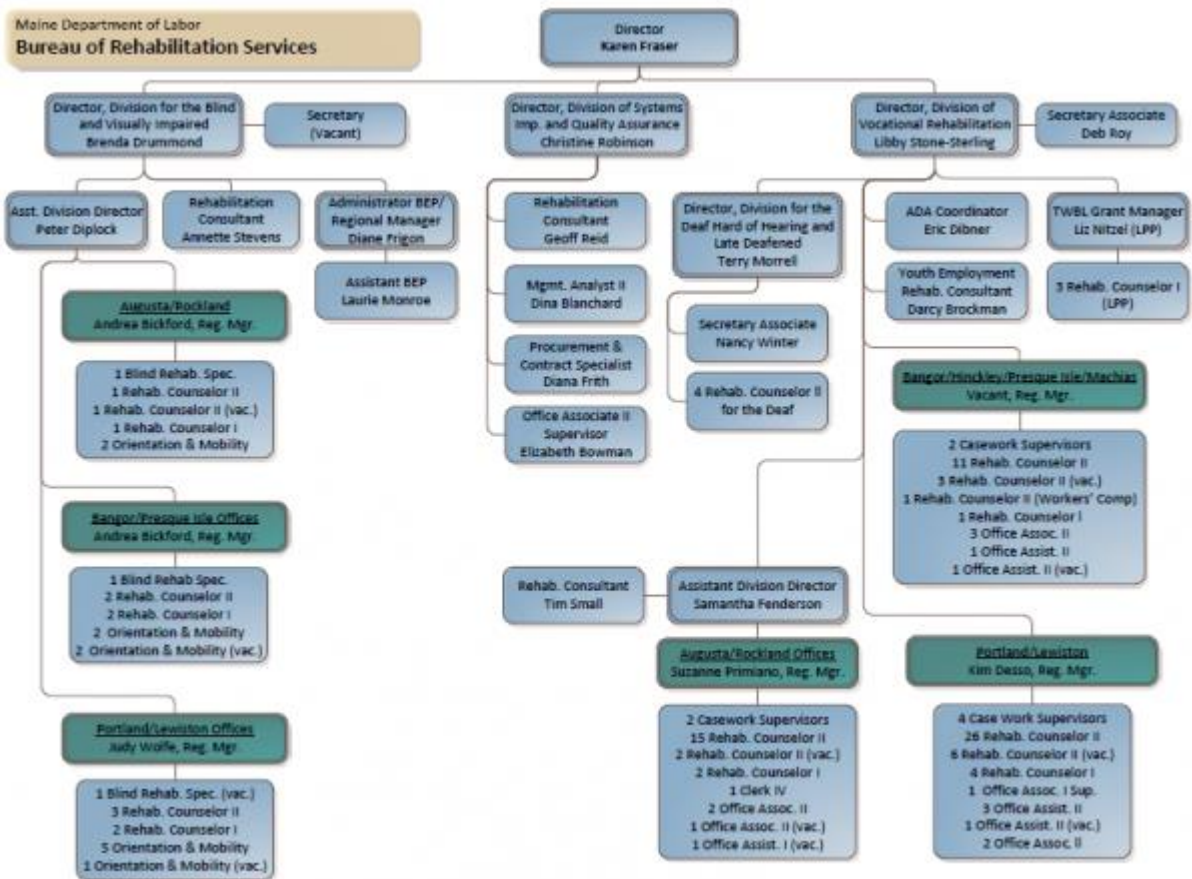 Maine Department of Labor
Bureau of Rehabilitation Services
Director
Karen Fraser
Director, Division for the Blind
and Visually Impaired
Brenda Drummond
Secretary
(Vacant)
Director, Division of Systems
Imp. and Quality Assurance
Christine Robinson
Director, Division of
Vocational Rehabilitation
Libby Stone-Sterling
Secretary Associate
Deb Roy
Asst. Division Director
Peter Diplock
Rehabilitation
Consultant
Annette Stevens
Administrator BEP/
Regional Manager
Diane Frigon
Assistant BEP
Laurie Monroe
Augusta/Rockland
Andrea Bickford, Reg. Mgr.
1 Blind Rehab. Spec.
1 Rehab. Counselor II
1 Rehab. Counselor II (vac.)
1 Rehab. Counselor I
2 Orientation & Mobility
Bangor/Presque Isle Offices
Andrea Bickford, Reg. Mgr.
1 Blind Rehab Spec.
2 Rehab. Counselor II
2 Rehab. Counselor I
2 Orientation & Mobility
2 Orientation & Mobility (vac.)
Portland/Lewiston Offices
Judy Wolfe, Reg. Mgr.
1 Blind Rehab. Spec. (vac.)
3 Rehab. Counselor II
2 Rehab. Counselor I
5 Orientation & Mobility
1 Orientation & Mobility (vac.)
Rehabilitation
Consultant
Geoff Reid
Mgmt. Analyst II
Dina Blanchard
Procurement &
Contract Specialist
Diana Frith
Office Associate II
Supervisor
Elizabeth Bowman
Director, Division for the
Deaf Hard of Hearing and
Late Deafened
Terry Morrell
Secretary Associate
Nancy Winter
4 Rehab. Counselor II
for the Deaf
ADA Coordinator
Eric Dibner
Youth Employment
Rehab. Consultant
Darcy Brockman
TWBL Grant Manager
Liz Nitzel (LPP)
3 Rehab. Counselor I
(LPP)
Bangor/Hinckley/Presque Isle/Machias
Vacant, Reg. Mgr.
2 Casework Supervisors
11 Rehab. Counselor II
3 Rehab. Counselor II (vac.)
1 Rehab. Counselor II (Workers' Comp)
1 Rehab. Counselor I
3 Office Assoc. II
1 Office Assist. II
1 Office Assist. II (vac.)
Rehab. Consultant
Tim Small
Assistant Division Director
Samantha Fenderson
Augusta/Rockland Offices
Suzanne Primiano, Reg. Mgr.
2 Casework Supervisors
15 Rehab. Counselor II
2 Rehab. Counselor II (vac.)
2 Rehab. Counselor I
1 Clerk IV
2 Office Assoc. II
1 Office Assoc. II (vac.)
1 Office Assist. I (vac.)
Portland/Lewiston
Kim Desso, Reg. Mgr.
4 Case Work Supervisors
26 Rehab. Counselor II
6 Rehab. Counselor II (vac.)
4 Rehab. Counselor I
1 Office Assoc. I Sup.
3 Office Assist. II
1 Office Assist. II (vac.)
2 Office Assoc. II